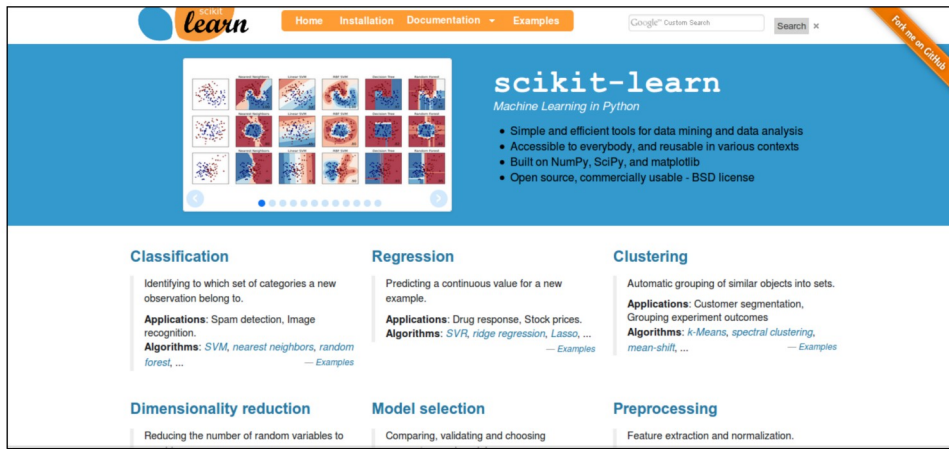 scikit
learn
Home Installation Documentation Examples
Google™ Custom Search
Search ×
Fork me on GitHub
scikit-learn
Machine Learning in Python
Simple and efficient tools for data mining and data analysis
Accessible to everybody, and reusable in various contexts
Built on NumPy, SciPy, and matplotlib
Open source, commercially usable - BSD license
Classification
Identifying to which set of categories a new
observation belong to.
Applications: Spam detection, Image
recognition.
Algorithms: SVM, nearest neighbors, random
forest, ... — Examples
Regression
Predicting a continuous value for a new
example.
Applications: Drug response, Stock prices.
Algorithms: SVR, ridge regression, Lasso, ...
— Examples
Clustering
Automatic grouping of similar objects into sets.
Applications: Customer segmentation,
Grouping experiment outcomes
Algorithms: k-Means, spectral clustering,
mean-shift, ... — Examples
Dimensionality reduction
Reducing the number of random variables to
Model selection
Comparing, validating and choosing
Preprocessing
Feature extraction and normalization.